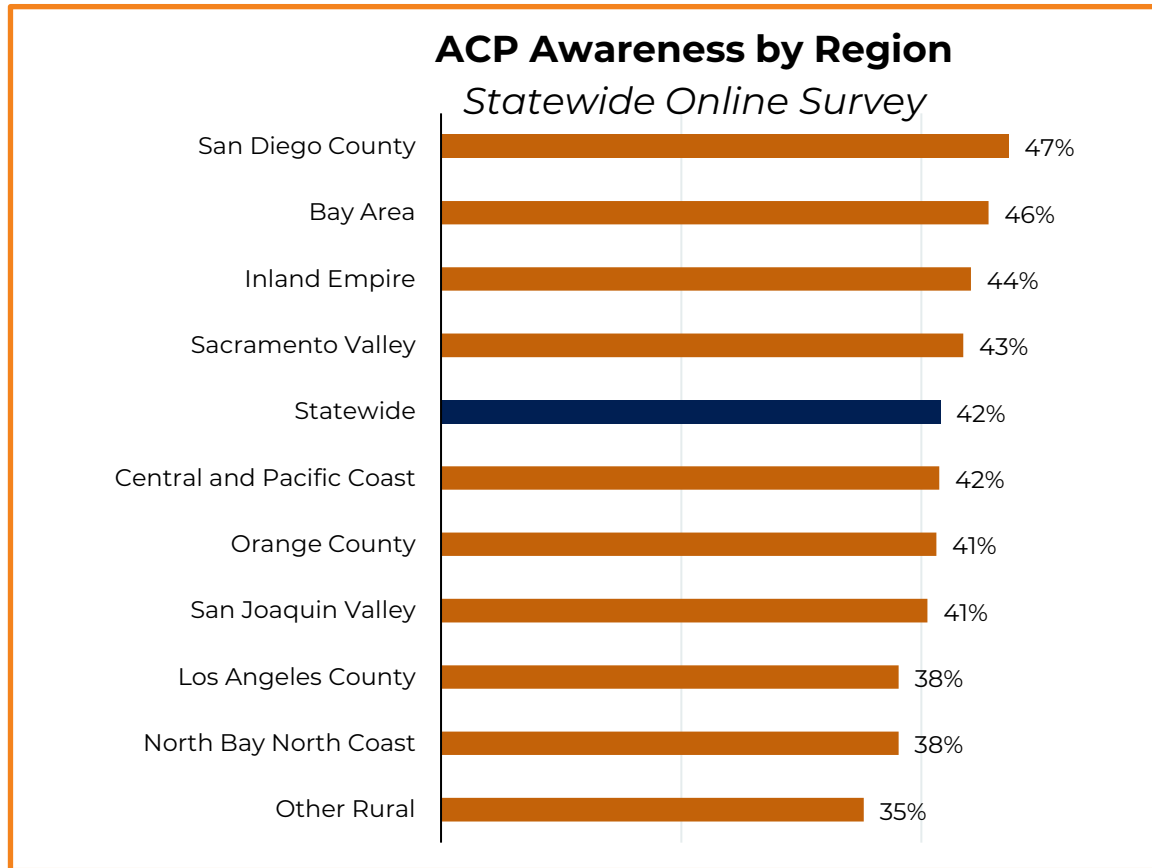 ACP Awareness by Region
Statewide Online Survey
San Diego County 47%
Bay Area 46%
Inland Empire 44%
Sacramento Valley 43%
Statewide 42%
Central and Pacific Coast 42%
Orange County 41%
San Joaquin Valley 41%
Los Angeles County 38%
North Bay North Coast 38%
Other Rural 35%